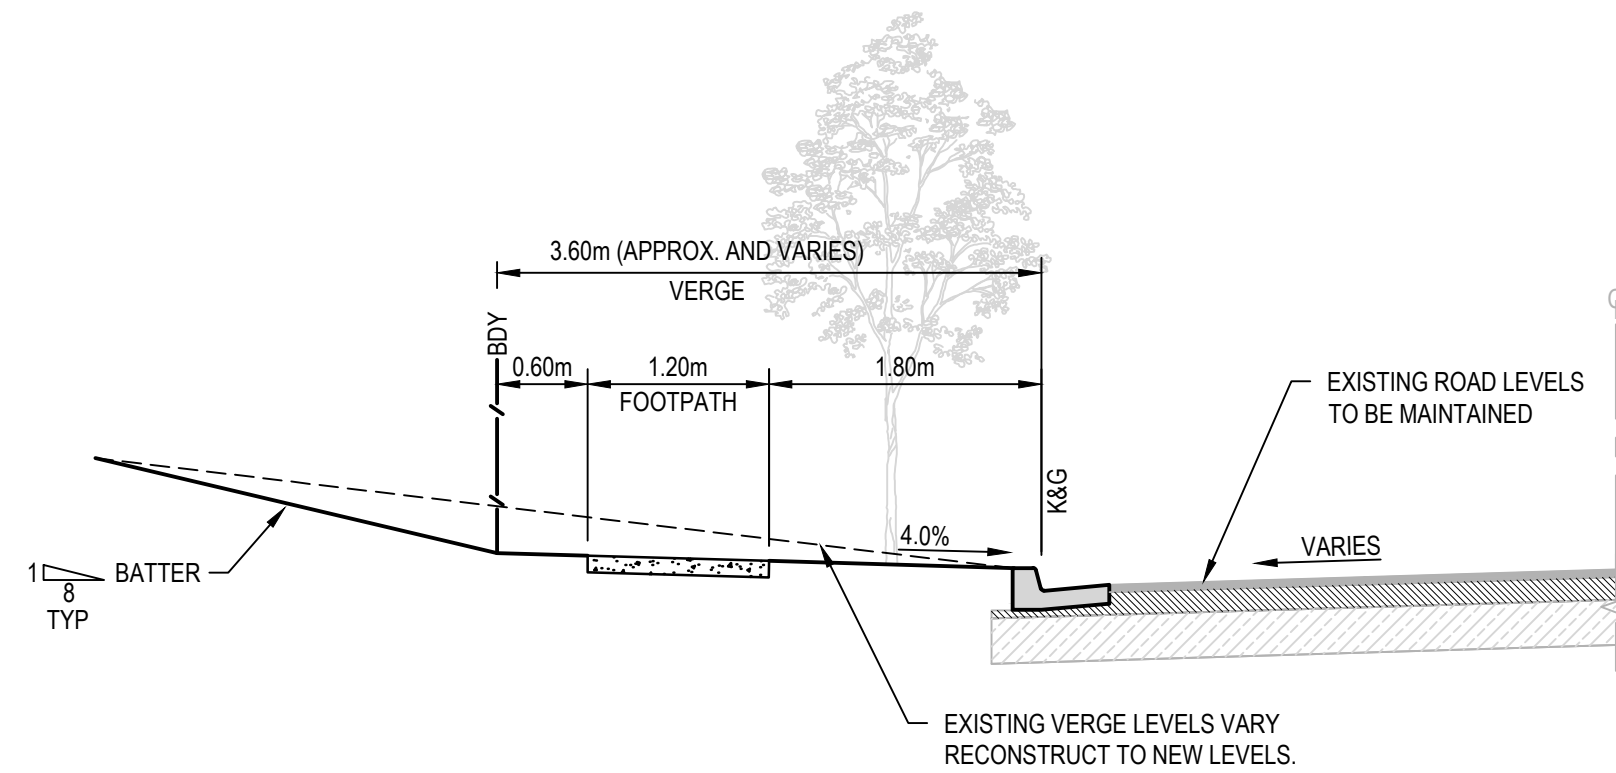 3.60m (APPROX. AND VARIES)
VERGE
BDY
0.60m
1.20m
1.80m
FOOTPATH
EXISTING ROAD LEVELS
TO BE MAINTAINED
K&G
4.0%
VARIES
1
8
TYP
BATTER
EXISTING VERGE LEVELS VARY
RECONSTRUCT TO NEW LEVELS.